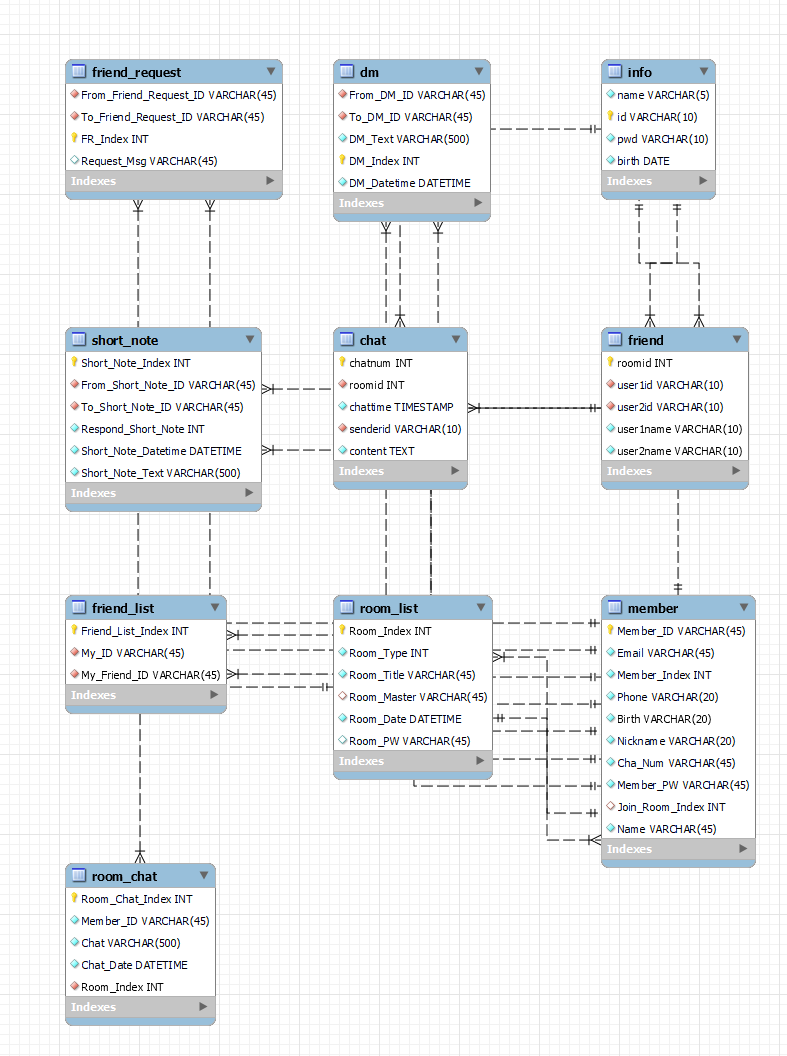 friend_request
From_Friend_Request_ID VARCHAR(45)
To_Friend_Request_ID VARCHAR(45)
FR_Index INT
Request_Msg VARCHAR(45)
Indexes
dm
From_DM_ID VARCHAR(45)
To_DM_ID VARCHAR(45)
DM_Text VARCHAR(500)
DM_Index INT
DM_Datetime DATETIME
Indexes
info
name VARCHAR(5)
id VARCHAR(10)
pwd VARCHAR(10)
birth DATE
Indexes
short_note
Short_Note_Index INT
From_Short_Note_ID VARCHAR(45)
To_Short_Note_ID VARCHAR(45)
Respond_Short_Note INT
Short_Note_Datetime DATETIME
Short_Note_Text VARCHAR(500)
Indexes
chat
chatnum INT
roomid INT
chattime TIMESTAMP
senderid VARCHAR(10)
content TEXT
Indexes
friend
roomid INT
user1id VARCHAR(10)
user2id VARCHAR(10)
user1name VARCHAR(10)
user2name VARCHAR(10)
Indexes
friend_list
Friend_List_Index INT
My_ID VARCHAR(45)
My_Friend_ID VARCHAR(45)
Indexes
room_list
Room_Index INT
Room_Type INT
Room_Title VARCHAR(45)
Room_Master VARCHAR(45)
Room_Date DATETIME
Room_PW VARCHAR(45)
Indexes
member
Member_ID VARCHAR(45)
Email VARCHAR(45)
Member_Index INT
Phone VARCHAR(20)
Birth VARCHAR(20)
Nickname VARCHAR(20)
Cha_Num VARCHAR(45)
Member_PW VARCHAR(45)
Join_Room_Index INT
Name VARCHAR(45)
Indexes
room_chat
Room_Chat_Index INT
Member_ID VARCHAR(45)
Chat VARCHAR(500)
Chat_Date DATETIME
Room_Index INT
Indexes